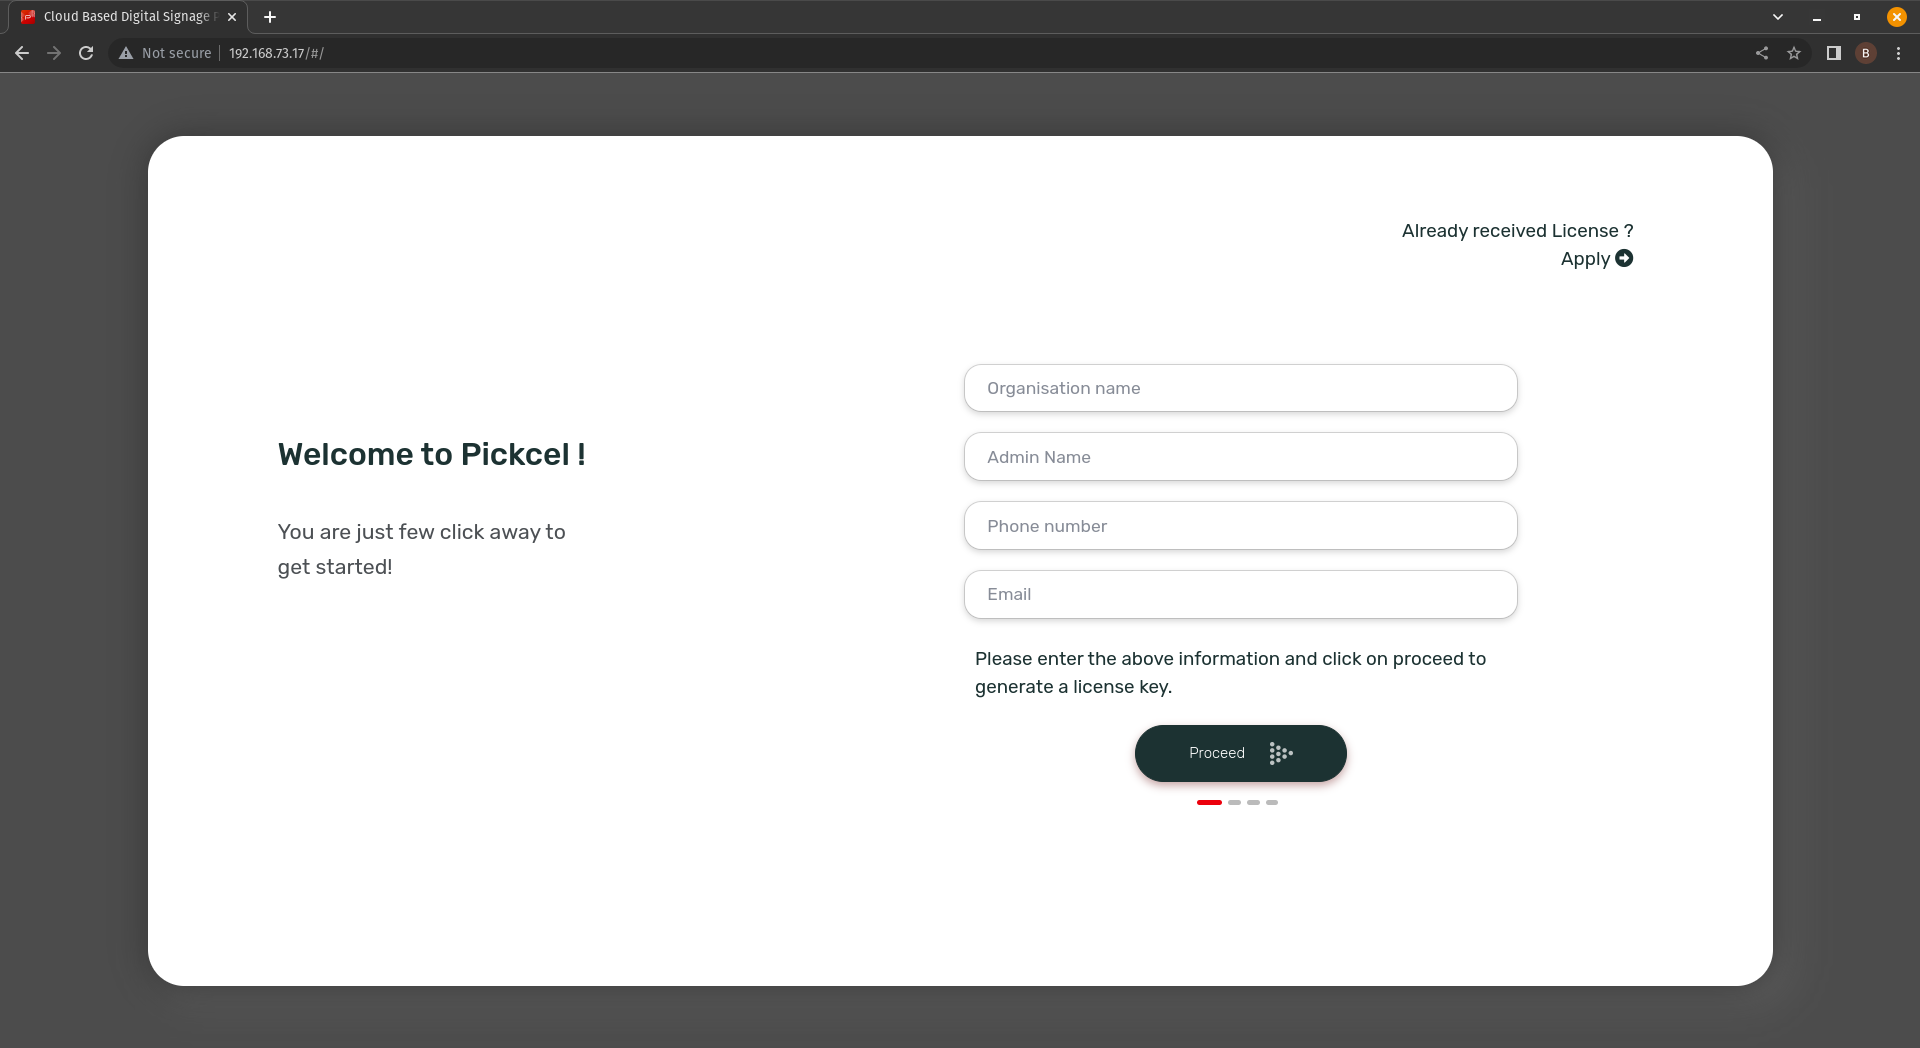 Cloud Based Digital Signage
Not secure
192.168.73.17/#/
B
Already received License ?
Apply
Welcome to Pickcel !
You are just few click away to
get started!
Organisation name
Admin Name
Phone number
Email
Please enter the above information and click on proceed to
generate a license key.
Proceed